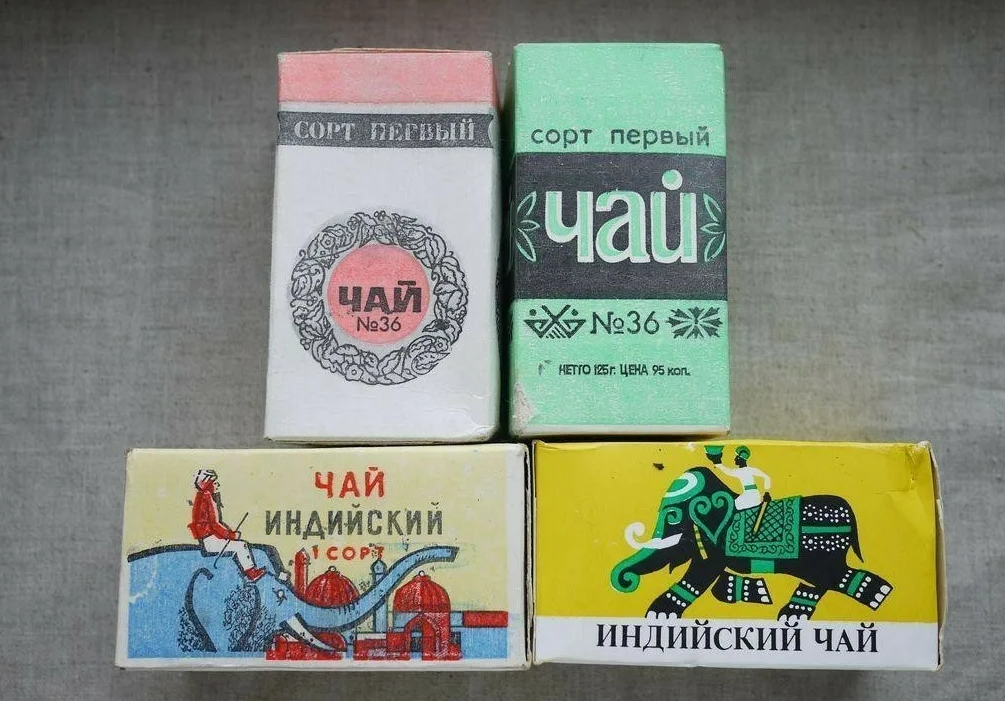 СОРТ ПЕРВЫЙ
ЧАЙ
№36
сорт первый
чай
№36
НЕТТО 125г. ЦЕНА 95 коп.
ЧАЙ
ИНДИЙСКИЙ
1 СОРТ
ИНДИЙСКИЙ ЧАЙ